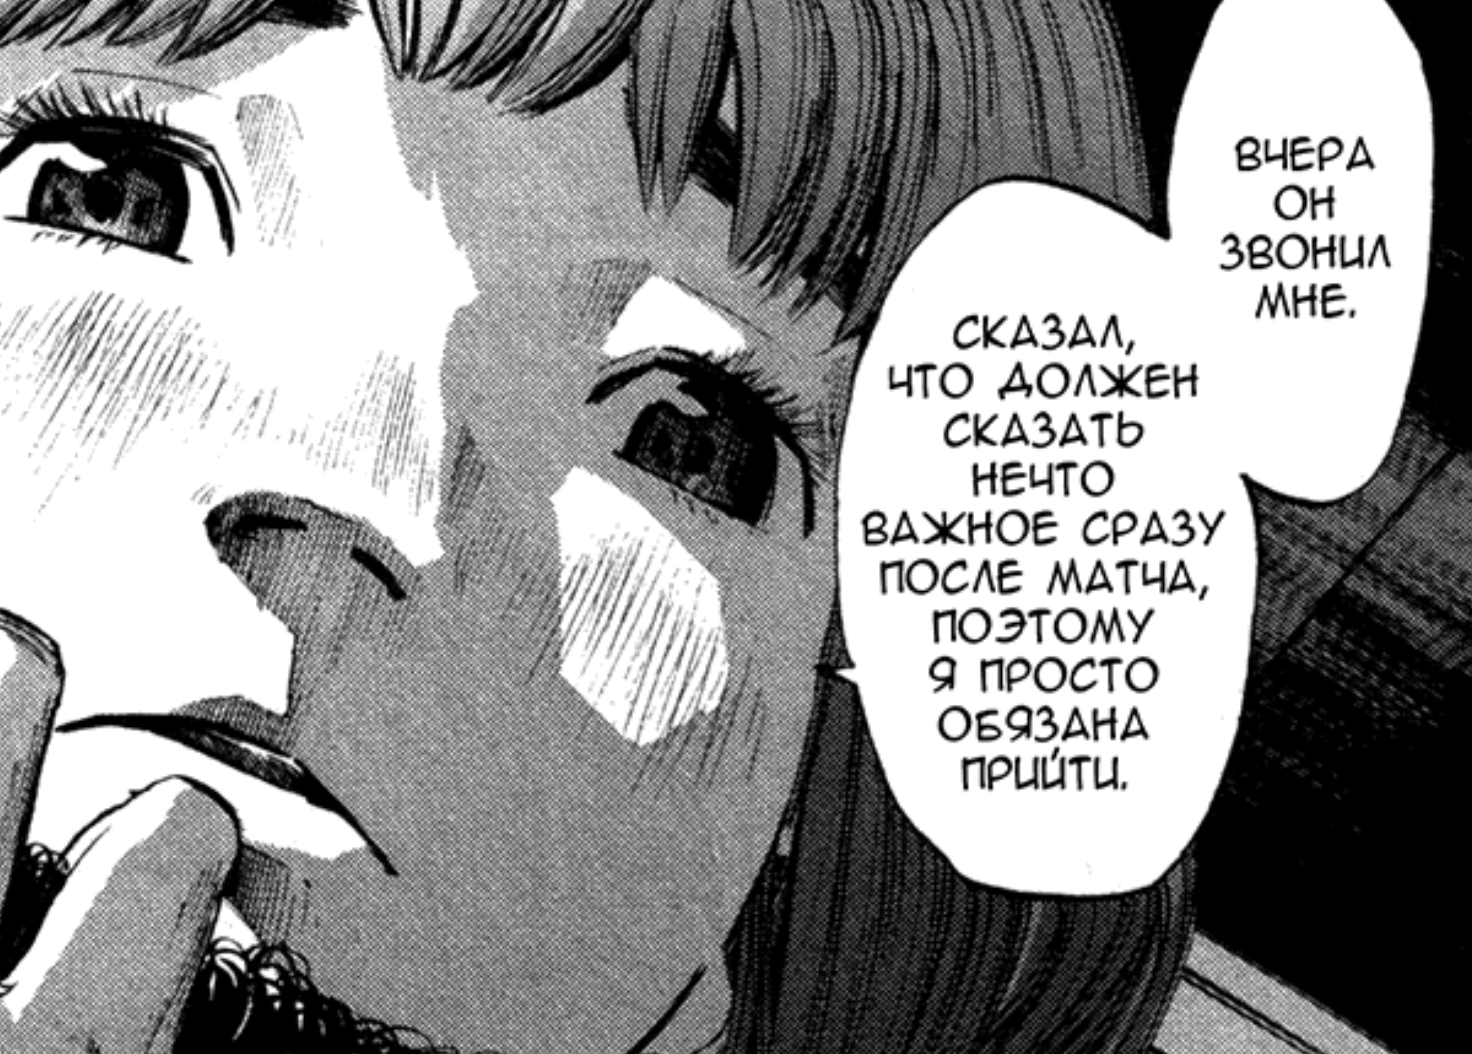 ВЧЕРА
ОН
ЗВОНИЛ
МНЕ.
СКАЗАЛ,
ЧТО ДОЛЖЕН
СКАЗАТЬ
НЕЧТО
ВАЖНОЕ СРАЗУ
ПОСЛЕ МАТЧА,
ПОЭТОМУ
Я ПРОСТО
ОБЯЗАНА
ПРИЙТИ.